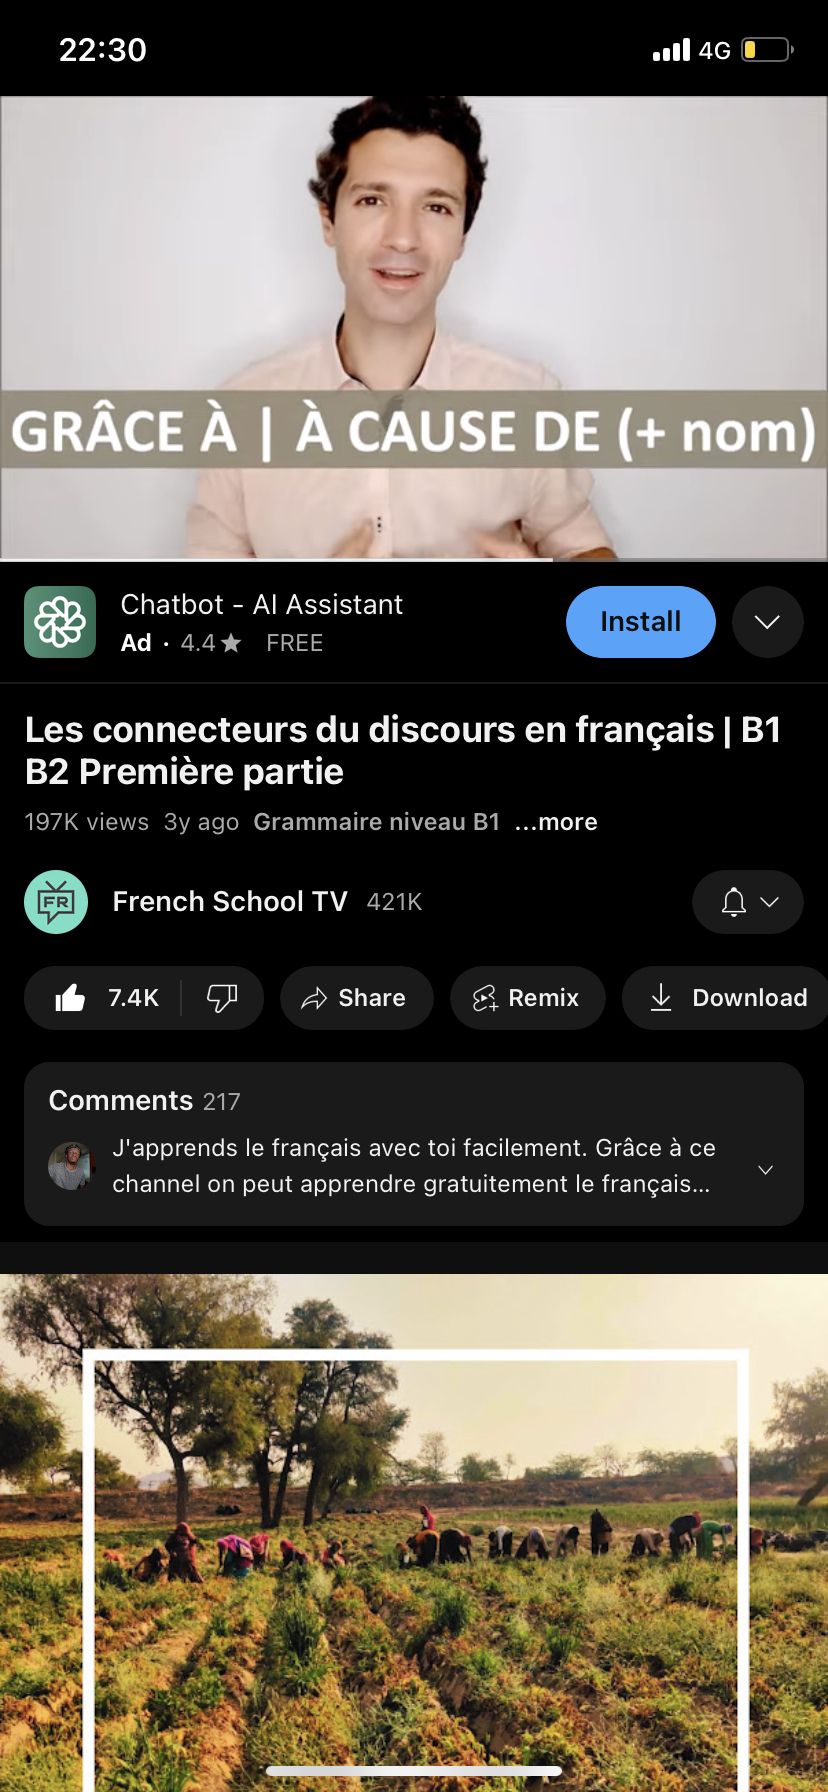 22:30
4G
GRÂCE À | À CAUSE DE (+ nom)
Chatbot - AI Assistant
Install
Ad · 4.4★ FREE
Les connecteurs du discours en français | B1
B2 Première partie
197K views 3y ago Grammaire niveau B1 ...more
FR
French School TV 421K
7.4K
Share
Remix
Download
Comments 217
J'apprends le français avec toi facilement. Grâce à ce
channel on peut apprendre gratuitement le français...